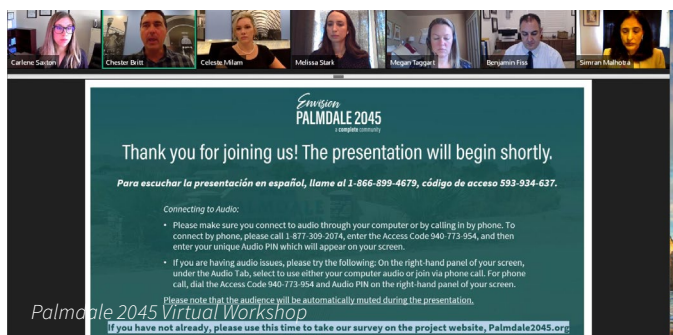 Carlene Saxton
Chester Britt
Celeste Milam
Melissa Stark
Megan Taggart
Benjamin Fiss
Simran Malhotra
Envision
PALMDALE 2045
a complete community
Thank you for joining us! The presentation will begin shortly.
Para escuchar la presentación en español, llame al 1-866-899-4679, código de acceso 593-934-637.
Connecting to Audio:
• Please make sure you connect to audio through your computer or by calling in by phone. To
connect by phone, please call 1-877-309-2074, enter the Access Code 940-773-954, and then
enter your unique Audio PIN which will appear on your screen.
• If you are having audio issues, please try the following: On the right-hand panel of your screen,
under the Audio Tab, select to use either your computer audio or join via phone call. For phone
call, dial the Access Code 940-773-954 and Audio PIN on the right-hand panel of your screen.
Please note that the audience will be automatically muted during the presentation.
Palmdale 2045 Virtual Workshop
If you have not already, please use this time to take our survey on the project website, Palmdale2045.org